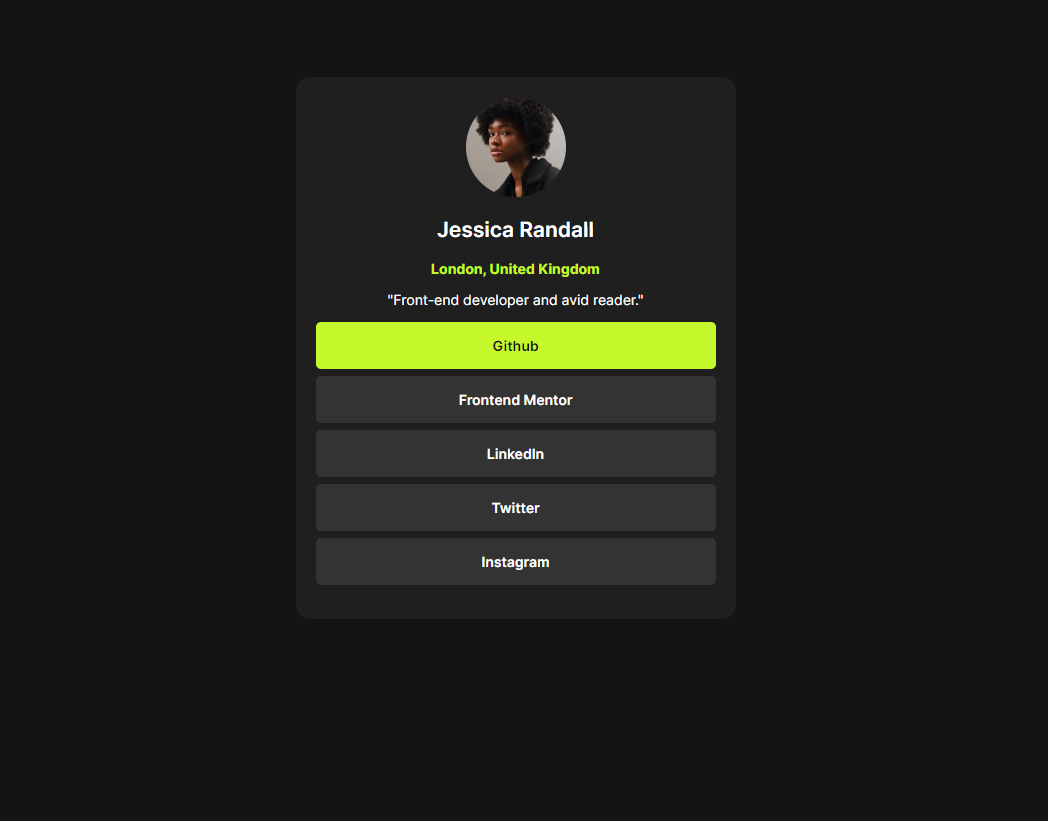 Jessica Randall
London, United Kingdom
"Front-end developer and avid reader."
Github
Frontend Mentor
LinkedIn
Twitter
Instagram